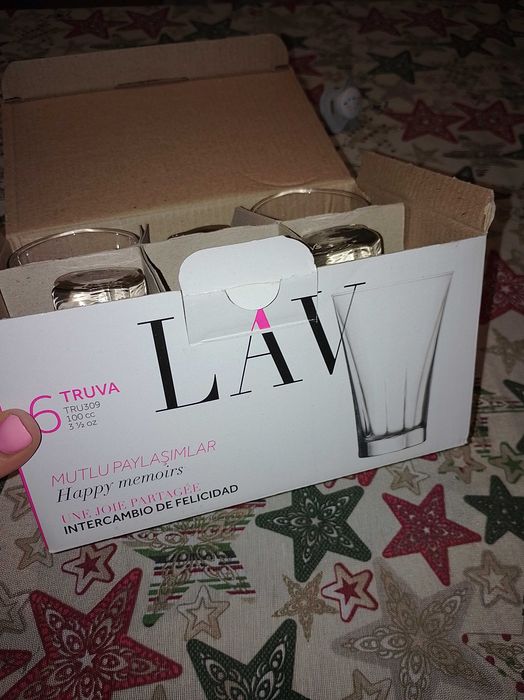 LAV
6 TRUVA
TRU309
100 cc
3 ½ oz
MUTLU PAYLAŞIMLAR
Happy memoirs
UNE JOIE PARTAGÉE
INTERCAMBIO DE FELICIDAD